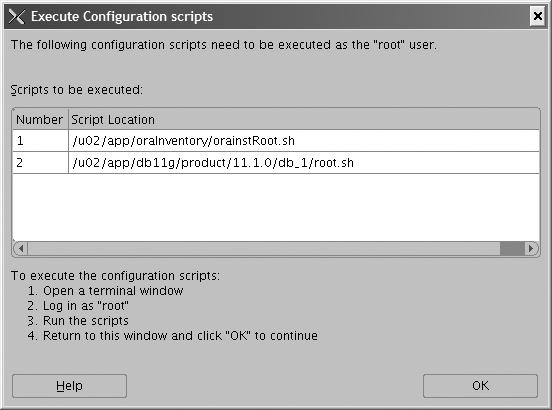 Execute Configuration scripts
The following configuration scripts need to be executed as the "root" user.
Scripts to be executed:
Number Script Location
1 /u02/app/oraInventory/orainstRoot.sh
2 /u02/app/db11g/product/11.1.0/db_1/root.sh
To execute the configuration scripts:
1. Open a terminal window
2. Log in as "root"
3. Run the scripts
4. Return to this window and click "OK" to continue
Help OK